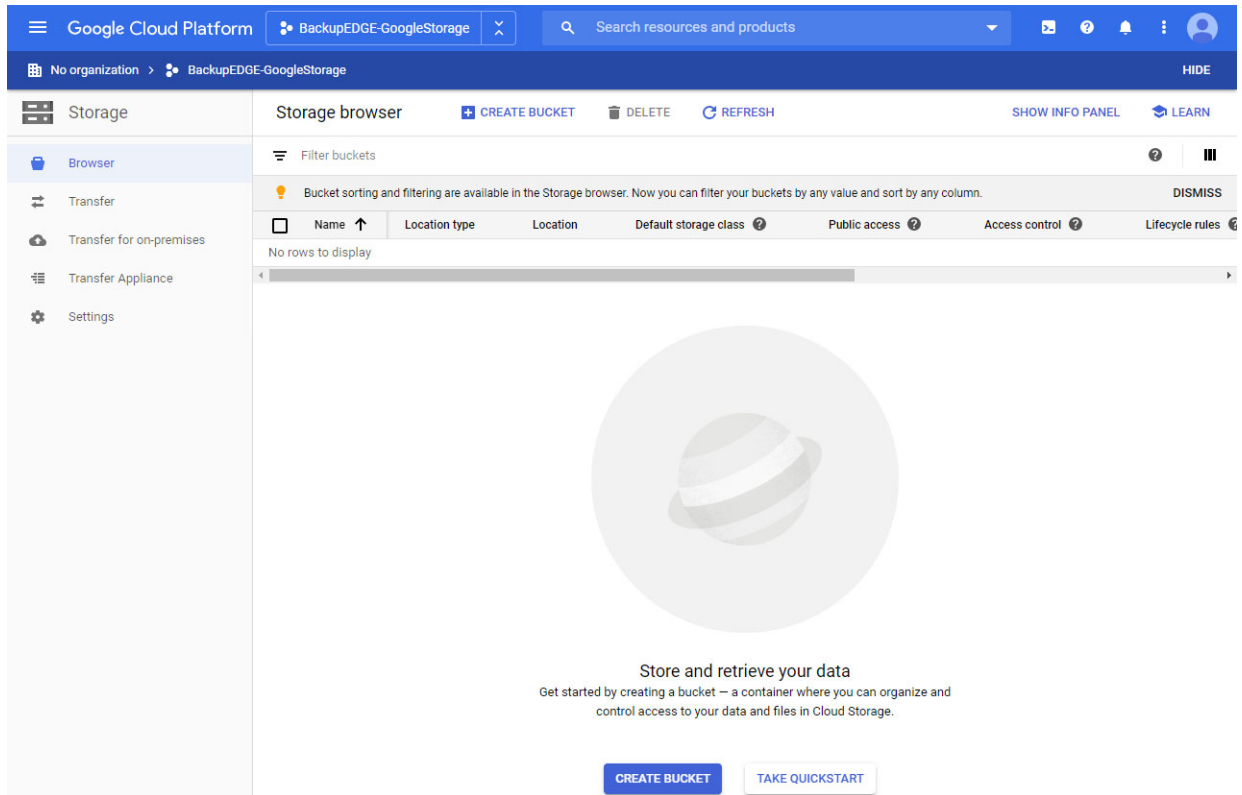 Google Cloud Platform
BackupEDGE-GoogleStorage
Search resources and products
No organization > BackupEDGE-GoogleStorage
HIDE
Storage
Storage browser
CREATE BUCKET
DELETE
REFRESH
SHOW INFO PANEL
LEARN
Browser
Transfer
Transfer for on-premises
Transfer Appliance
Settings
Filter buckets
Bucket sorting and filtering are available in the Storage browser. Now you can filter your buckets by any value and sort by any column.
DISMISS
Name Location type Location Default storage class Public access Access control Lifecycle rules
No rows to display
Store and retrieve your data
Get started by creating a bucket — a container where you can organize and
control access to your data and files in Cloud Storage.
CREATE BUCKET
TAKE QUICKSTART